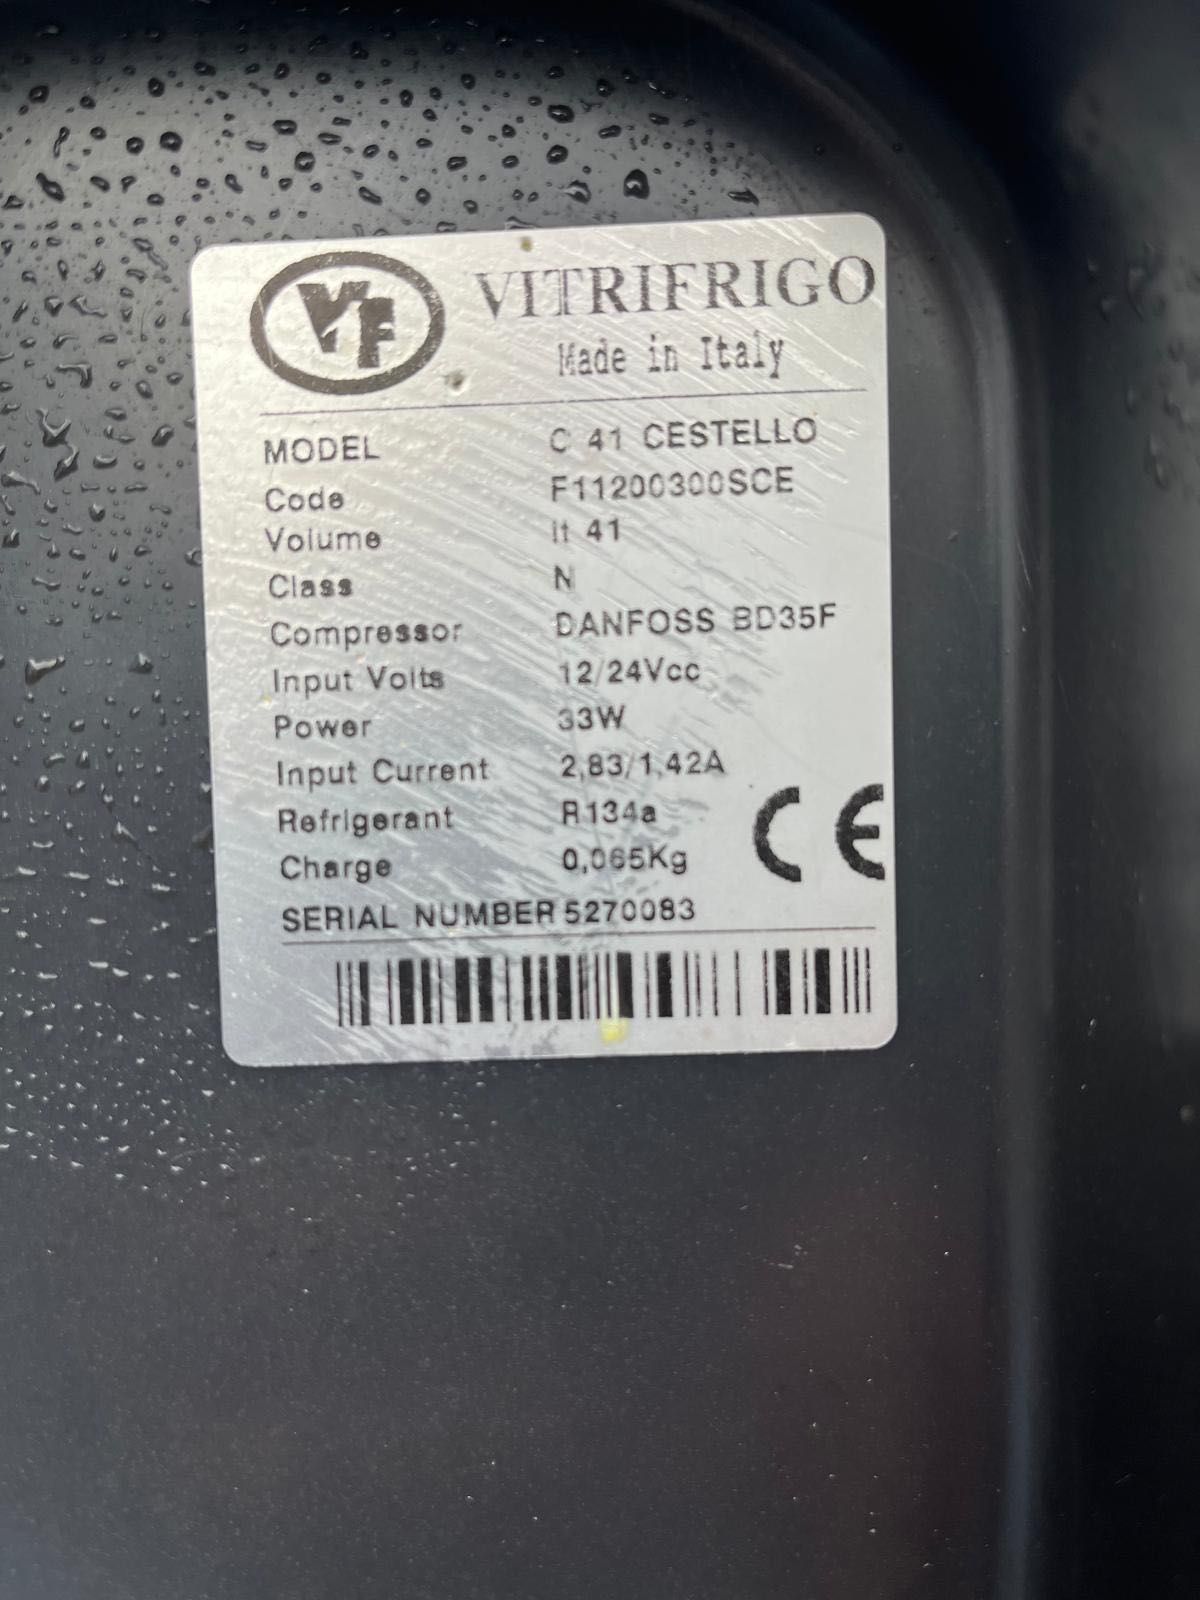 VF VITRIFRIGO
Made in Italy
MODEL C 41 CESTELLO
Code F11200300SCE
Volume lt 41
Class N
Compressor DANFOSS BD35F
Input Volts 12/24Vcc
Power 33W
Input Current 2,83/1,42A
Refrigerant R134a
Charge 0,065Kg
CE
SERIAL NUMBER 5270083